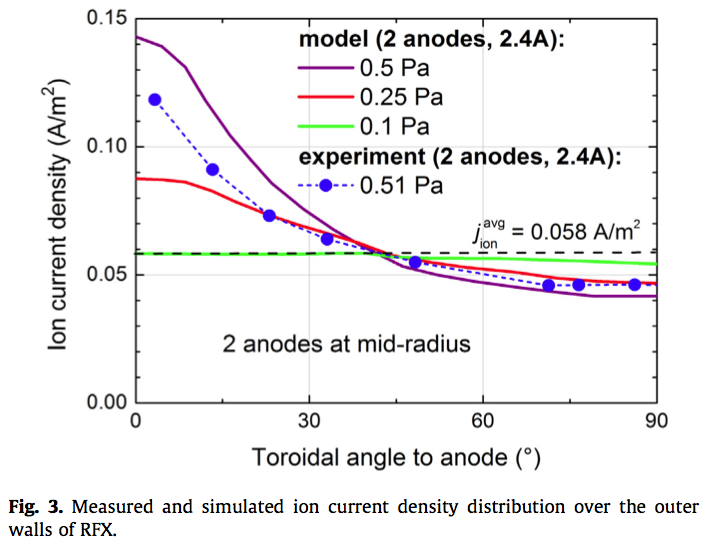 0.15
0.10
0.05
0.00
Ion current density (A/m²)
model (2 anodes, 2.4A):
0.5 Pa
0.25 Pa
0.1 Pa
experiment (2 anodes, 2.4A):
0.51 Pa
j_ion^avg = 0.058 A/m²
2 anodes at mid-radius
0 30 60 90
Toroidal angle to anode (°)
Fig. 3. Measured and simulated ion current density distribution over the outer
walls of RFX.